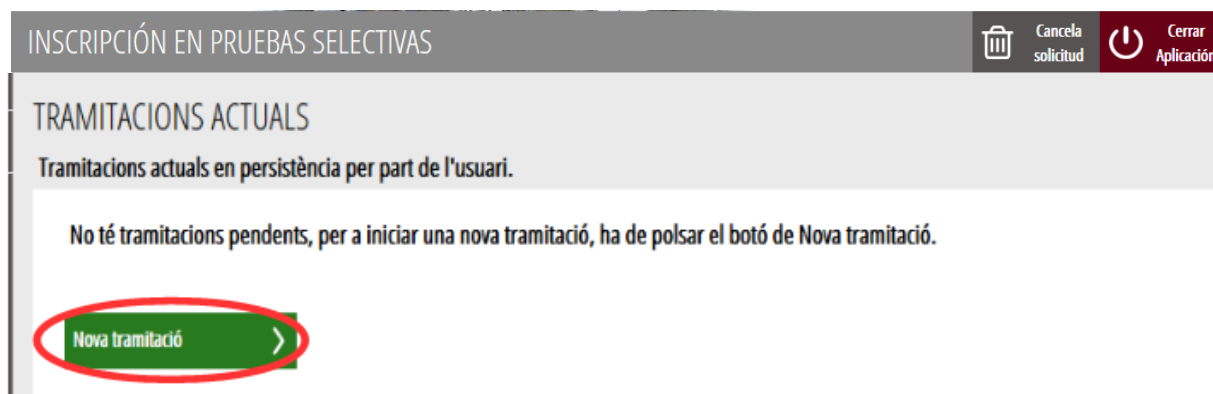 INSCRIPCIÓN EN PRUEBAS SELECTIVAS
Cancela
solicitud
Cerrar
Aplicación
TRAMITACIONS ACTUALS
Tramitacions actuals en persistència per part de l'usuari.
No té tramitacions pendents, per a iniciar una nova tramitació, ha de polsar el botó de Nova tramitació.
Nova tramitació